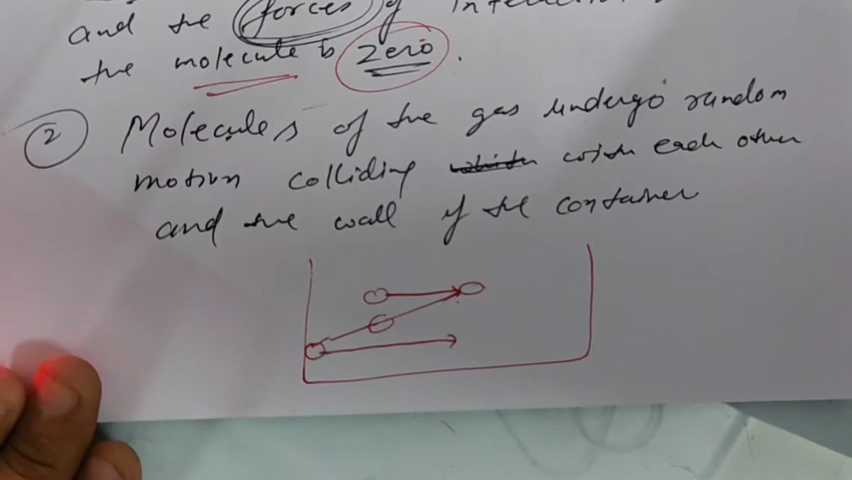 and the forces of
the molecule is zero.
2 Molecules of the gas undergo random
motion colliding with each other
and the wall of the container